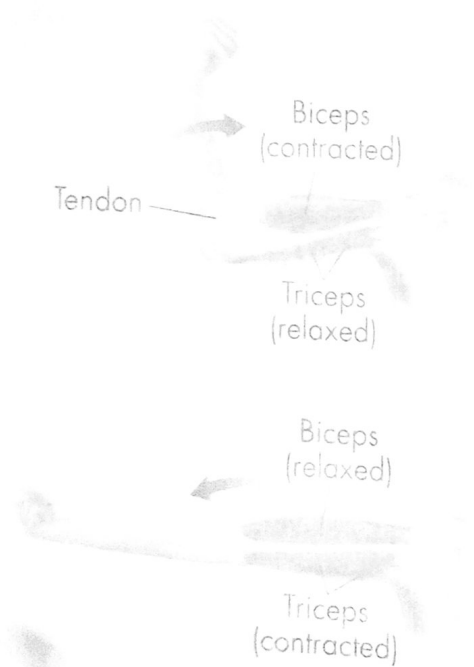 Biceps
(contracted)
Tendon
Triceps
(relaxed)
Biceps
(relaxed)
Triceps
(contracted)